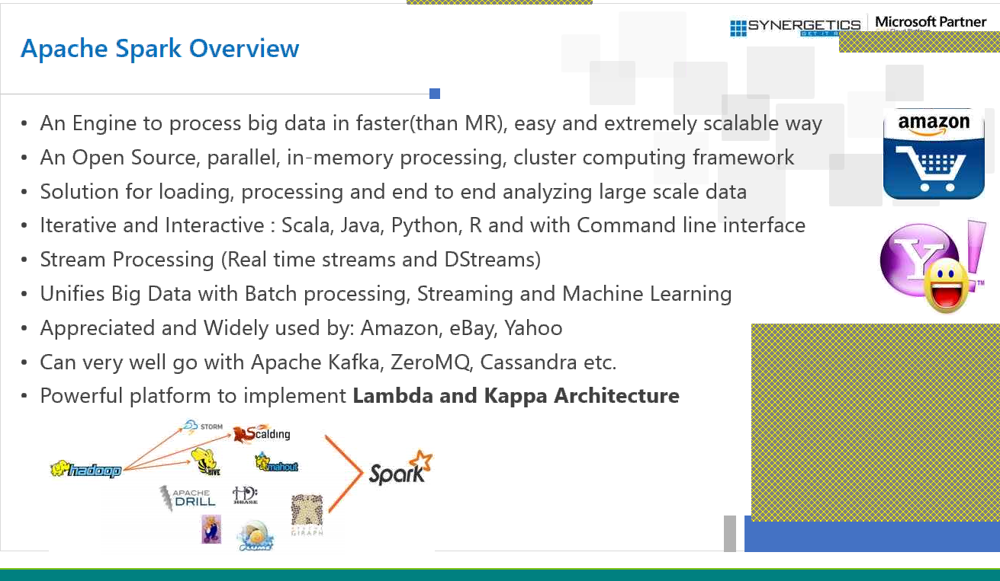 SYNERGETICS
Microsoft Partner
Apache Spark Overview
• An Engine to process big data in faster(than MR), easy and extremely scalable way
• An Open Source, parallel, in-memory processing, cluster computing framework
• Solution for loading, processing and end to end analyzing large scale data
• Iterative and Interactive : Scala, Java, Python, R and with Command line interface
• Stream Processing (Real time streams and DStreams)
• Unifies Big Data with Batch processing, Streaming and Machine Learning
• Appreciated and Widely used by: Amazon, eBay, Yahoo
• Can very well go with Apache Kafka, ZeroMQ, Cassandra etc.
• Powerful platform to implement Lambda and Kappa Architecture
amazon
Y! TM
STORM
Scalding
hadoop
HIVE
mahout
Spark
APACHE
DRILL
HBASE
APACHE
GIRAPH
FLUME